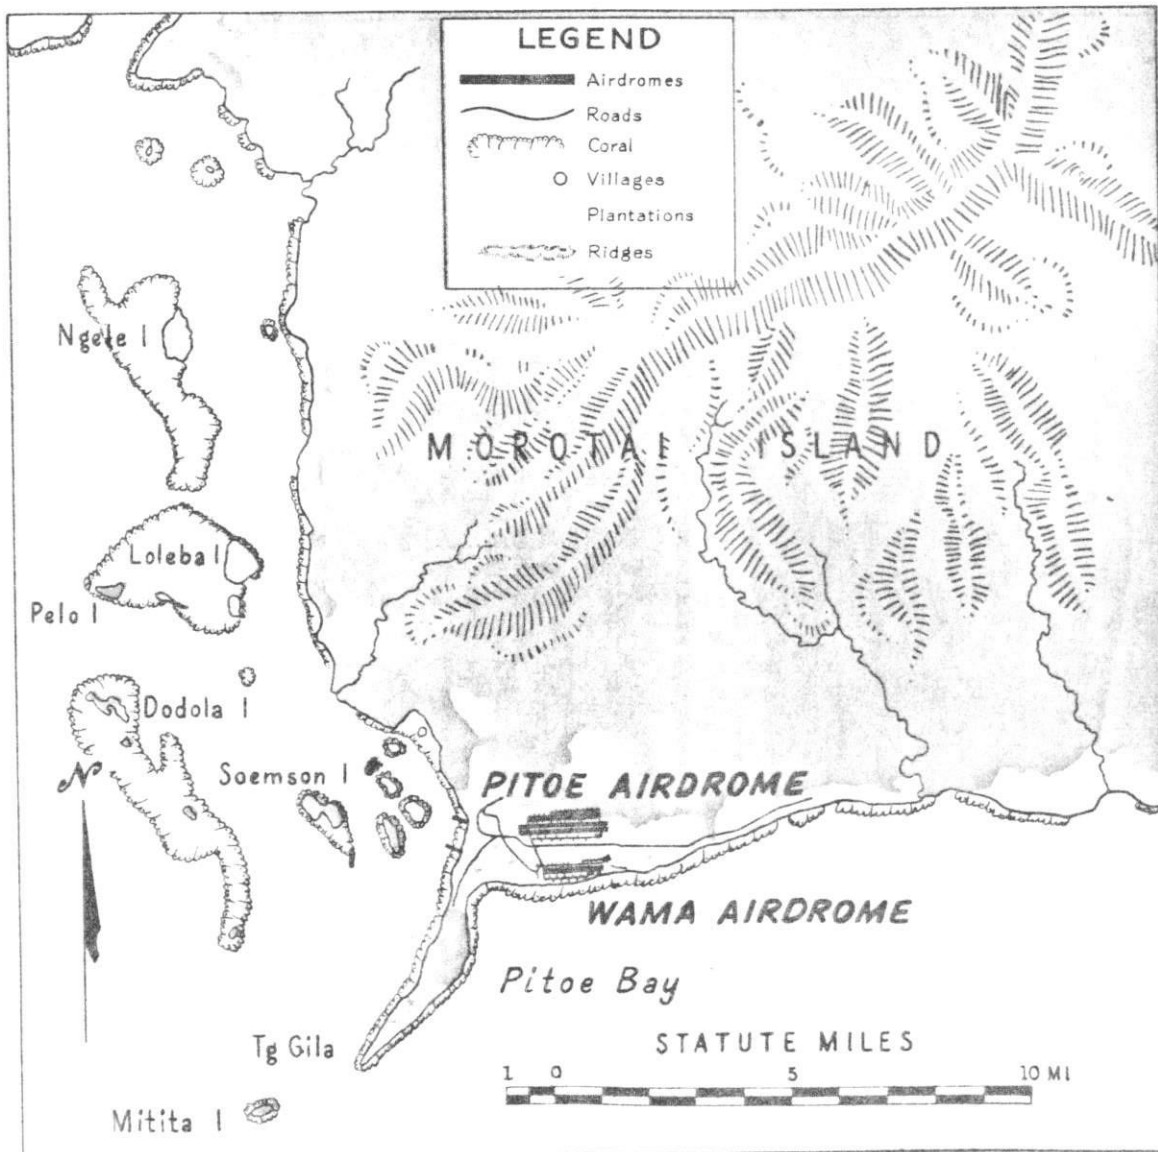 LEGEND
Airdromes
Roads
Coral
Villages
Plantations
Ridges
Ngele I
MOROTAI ISLAND
Loleba I
Pelo I
Dodola I
N
Soemson I
PITOE AIRDROME
WAMA AIRDROME
Pitoe Bay
Tg Gila
STATUTE MILES
1 0 5 10 MI
Mitita I